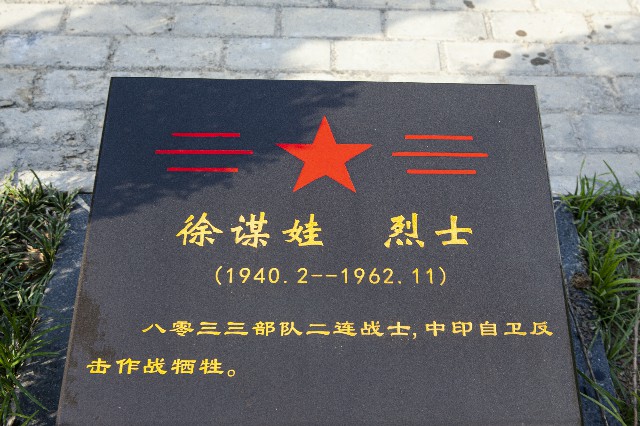 徐谋娃 烈士
(1940.2--1962.11)
八零三三部队二连战士,中印自卫反
击作战牺牲。